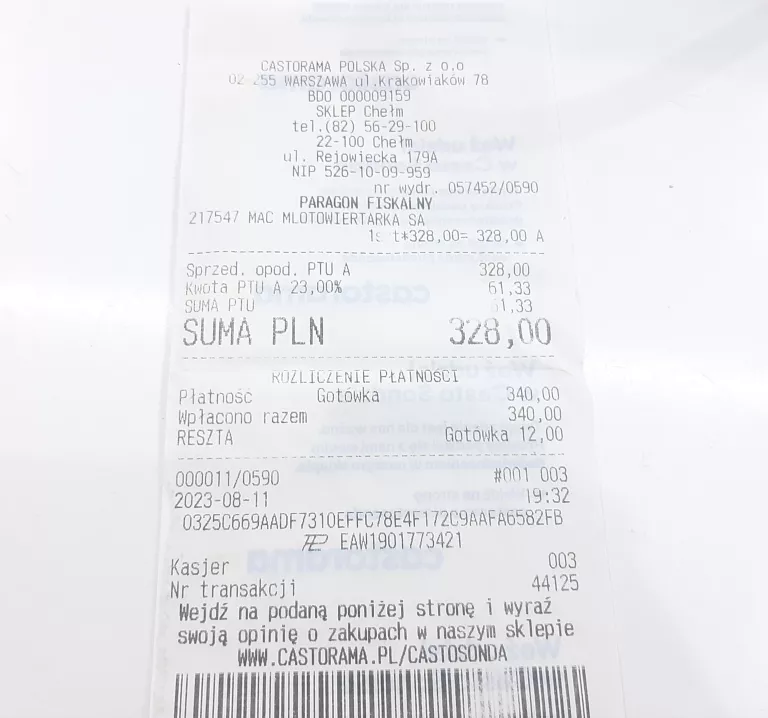 CASTORAMA POLSKA Sp. z o.o
02-255 WARSZAWA ul.Krakowiaków 78
BDO 000009159
SKLEP Chełm
tel.(82) 56-29-100
22-100 Chełm
ul. Rejowiecka 179A
NIP 526-10-09-959
nr wydr. 057452/0590
PARAGON FISKALNY
217547 MAC MLOTOWIERTARKA SA
1szt*328,00= 328,00 A
Sprzed. opod. PTU A 328,00
Kwota PTU A 23,00% 61,33
SUMA PTU 61,33
SUMA PLN 328,00
ROZLICZENIE PŁATNOŚCI
Płatność Gotówka 340,00
Wpłacono razem 340,00
RESZTA Gotówka 12,00
000011/0590 #001 003
2023-08-11 19:32
0325C669AADF7310EFFC78E4F172C9AAFA6582FB
EAW1901773421
Kasjer 003
Nr transakcji 44125
Wejdź na podaną poniżej stronę i wyraź
swoją opinię o zakupach w naszym sklepie
WWW.CASTORAMA.PL/CASTOSONDA